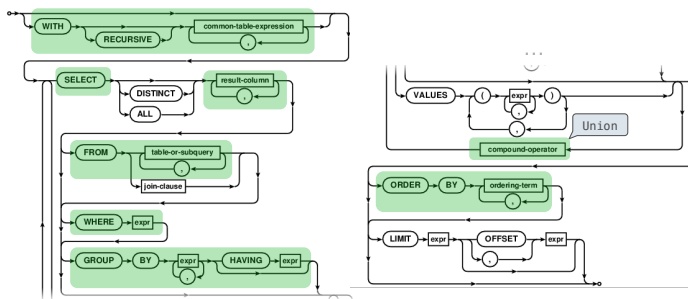 WITH
RECURSIVE
common-table-expression
,
SELECT
DISTINCT
ALL
result-column
,
FROM
table-or-subquery
,
join-clause
WHERE expr
GROUP BY expr HAVING expr
,
...
VALUES ( expr )
,
,
Union
compound-operator
ORDER BY ordering-term
,
LIMIT expr OFFSET expr
,